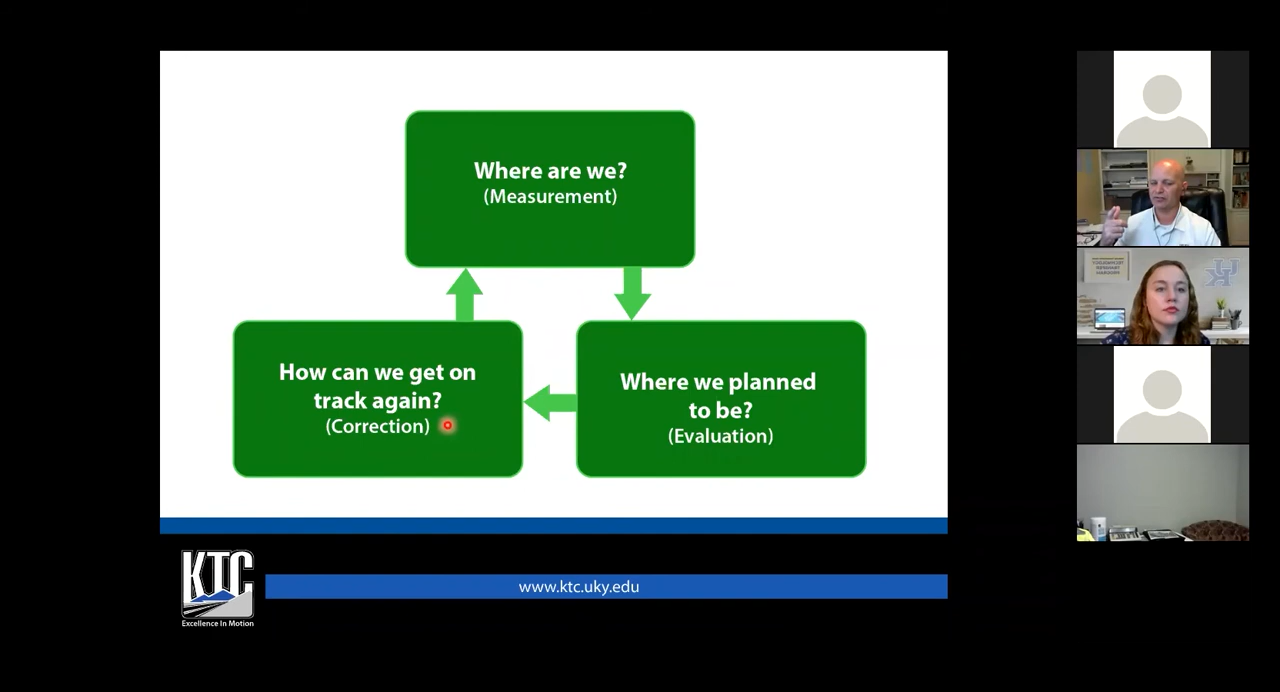 Where are we?
(Measurement)
How can we get on
track again?
(Correction)
Where we planned
to be?
(Evaluation)
KTC
Excellence In Motion
www.ktc.uky.edu
UK